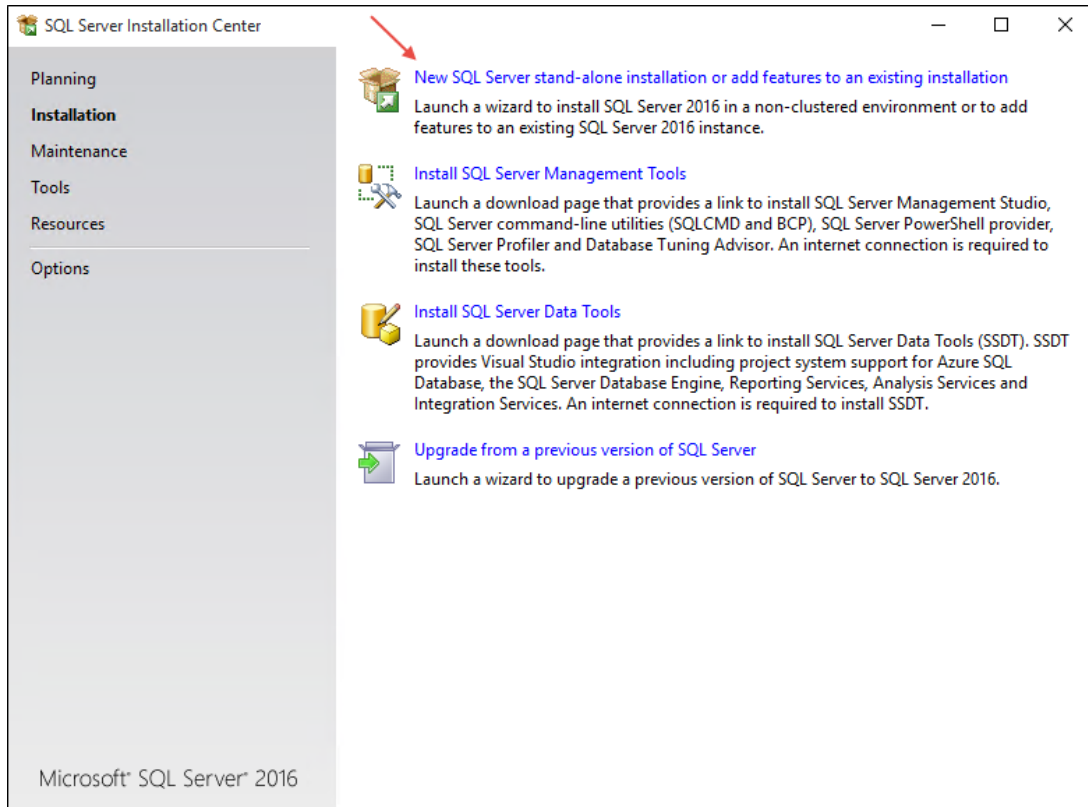 SQL Server Installation Center
Planning
Installation
Maintenance
Tools
Resources
Options
New SQL Server stand-alone installation or add features to an existing installation
Launch a wizard to install SQL Server 2016 in a non-clustered environment or to add
features to an existing SQL Server 2016 instance.
Install SQL Server Management Tools
Launch a download page that provides a link to install SQL Server Management Studio,
SQL Server command-line utilities (SQLCMD and BCP), SQL Server PowerShell provider,
SQL Server Profiler and Database Tuning Advisor. An internet connection is required to
install these tools.
Install SQL Server Data Tools
Launch a download page that provides a link to install SQL Server Data Tools (SSDT). SSDT
provides Visual Studio integration including project system support for Azure SQL
Database, the SQL Server Database Engine, Reporting Services, Analysis Services and
Integration Services. An internet connection is required to install SSDT.
Upgrade from a previous version of SQL Server
Launch a wizard to upgrade a previous version of SQL Server to SQL Server 2016.
Microsoft® SQL Server® 2016